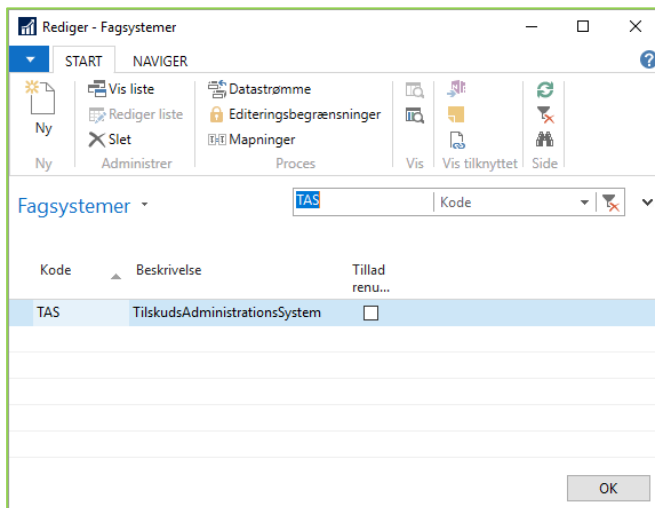 Rediger - Fagsystemer
START NAVIGER
Ny
Vis liste
Rediger liste
Slet
Datastrømme
Editeringsbegrænsninger
Mapninger
Ny Administrer Proces Vis Vis tilknyttet Side
Fagsystemer TAS Kode
Kode Beskrivelse Tillad renu...
TAS TilskudsAdministrationsSystem
OK